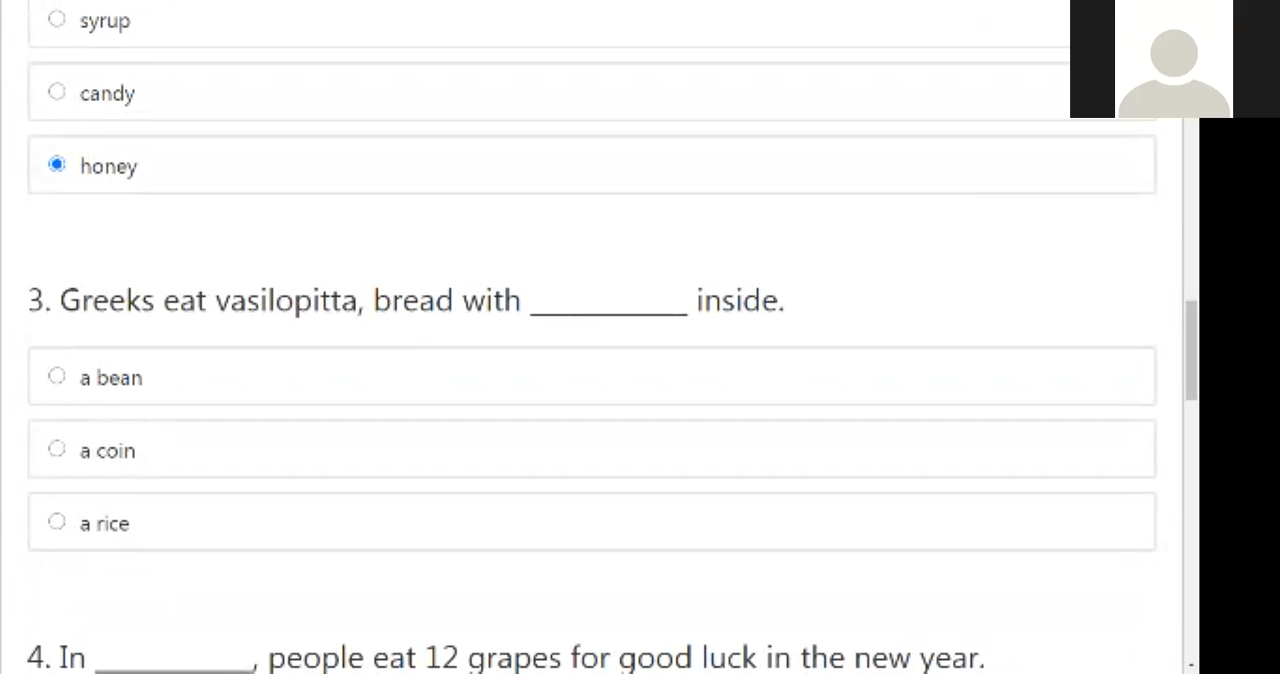 syrup
candy
honey
3. Greeks eat vasilopitta, bread with __________ inside.
a bean
a coin
a rice
4. In __________, people eat 12 grapes for good luck in the new year.